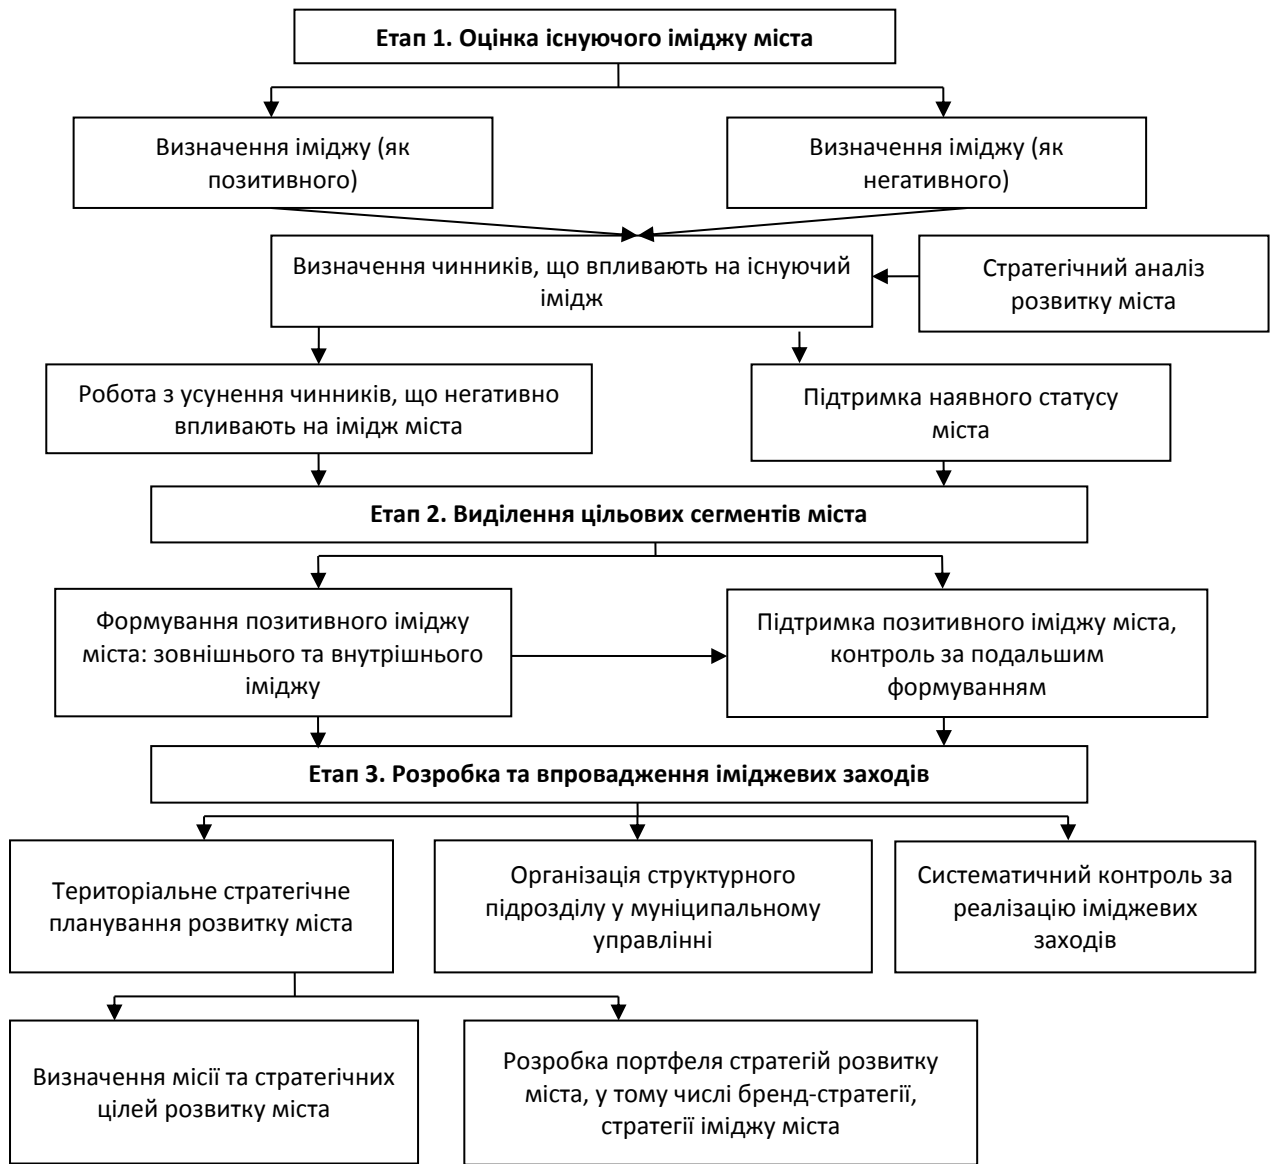 Етап 1. Оцінка існуючого іміджу міста
Визначення іміджу (як
позитивного)
Визначення іміджу (як
негативного)
Визначення чинників, що впливають на існуючий
імідж
Стратегічний аналіз
розвитку міста
Робота з усунення чинників, що негативно
впливають на імідж міста
Підтримка наявного статусу
міста
Етап 2. Виділення цільових сегментів міста
Формування позитивного іміджу
міста: зовнішнього та внутрішнього
іміджу
Підтримка позитивного іміджу міста,
контроль за подальшим
формуванням
Етап 3. Розробка та впровадження іміджевих заходів
Територіальне стратегічне
планування розвитку міста
Організація структурного
підрозділу у муніципальному
управлінні
Систематичний контроль за
реалізацію іміджевих
заходів
Визначення місії та стратегічних
цілей розвитку міста
Розробка портфеля стратегій розвитку
міста, у тому числі бренд-стратегії,
стратегії іміджу міста